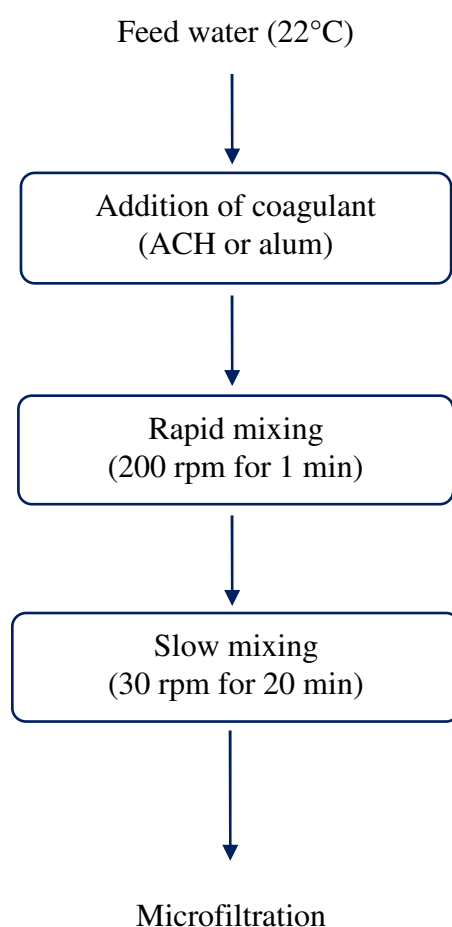 Feed water (22°C)
Addition of coagulant
(ACH or alum)
Rapid mixing
(200 rpm for 1 min)
Slow mixing
(30 rpm for 20 min)
Microfiltration